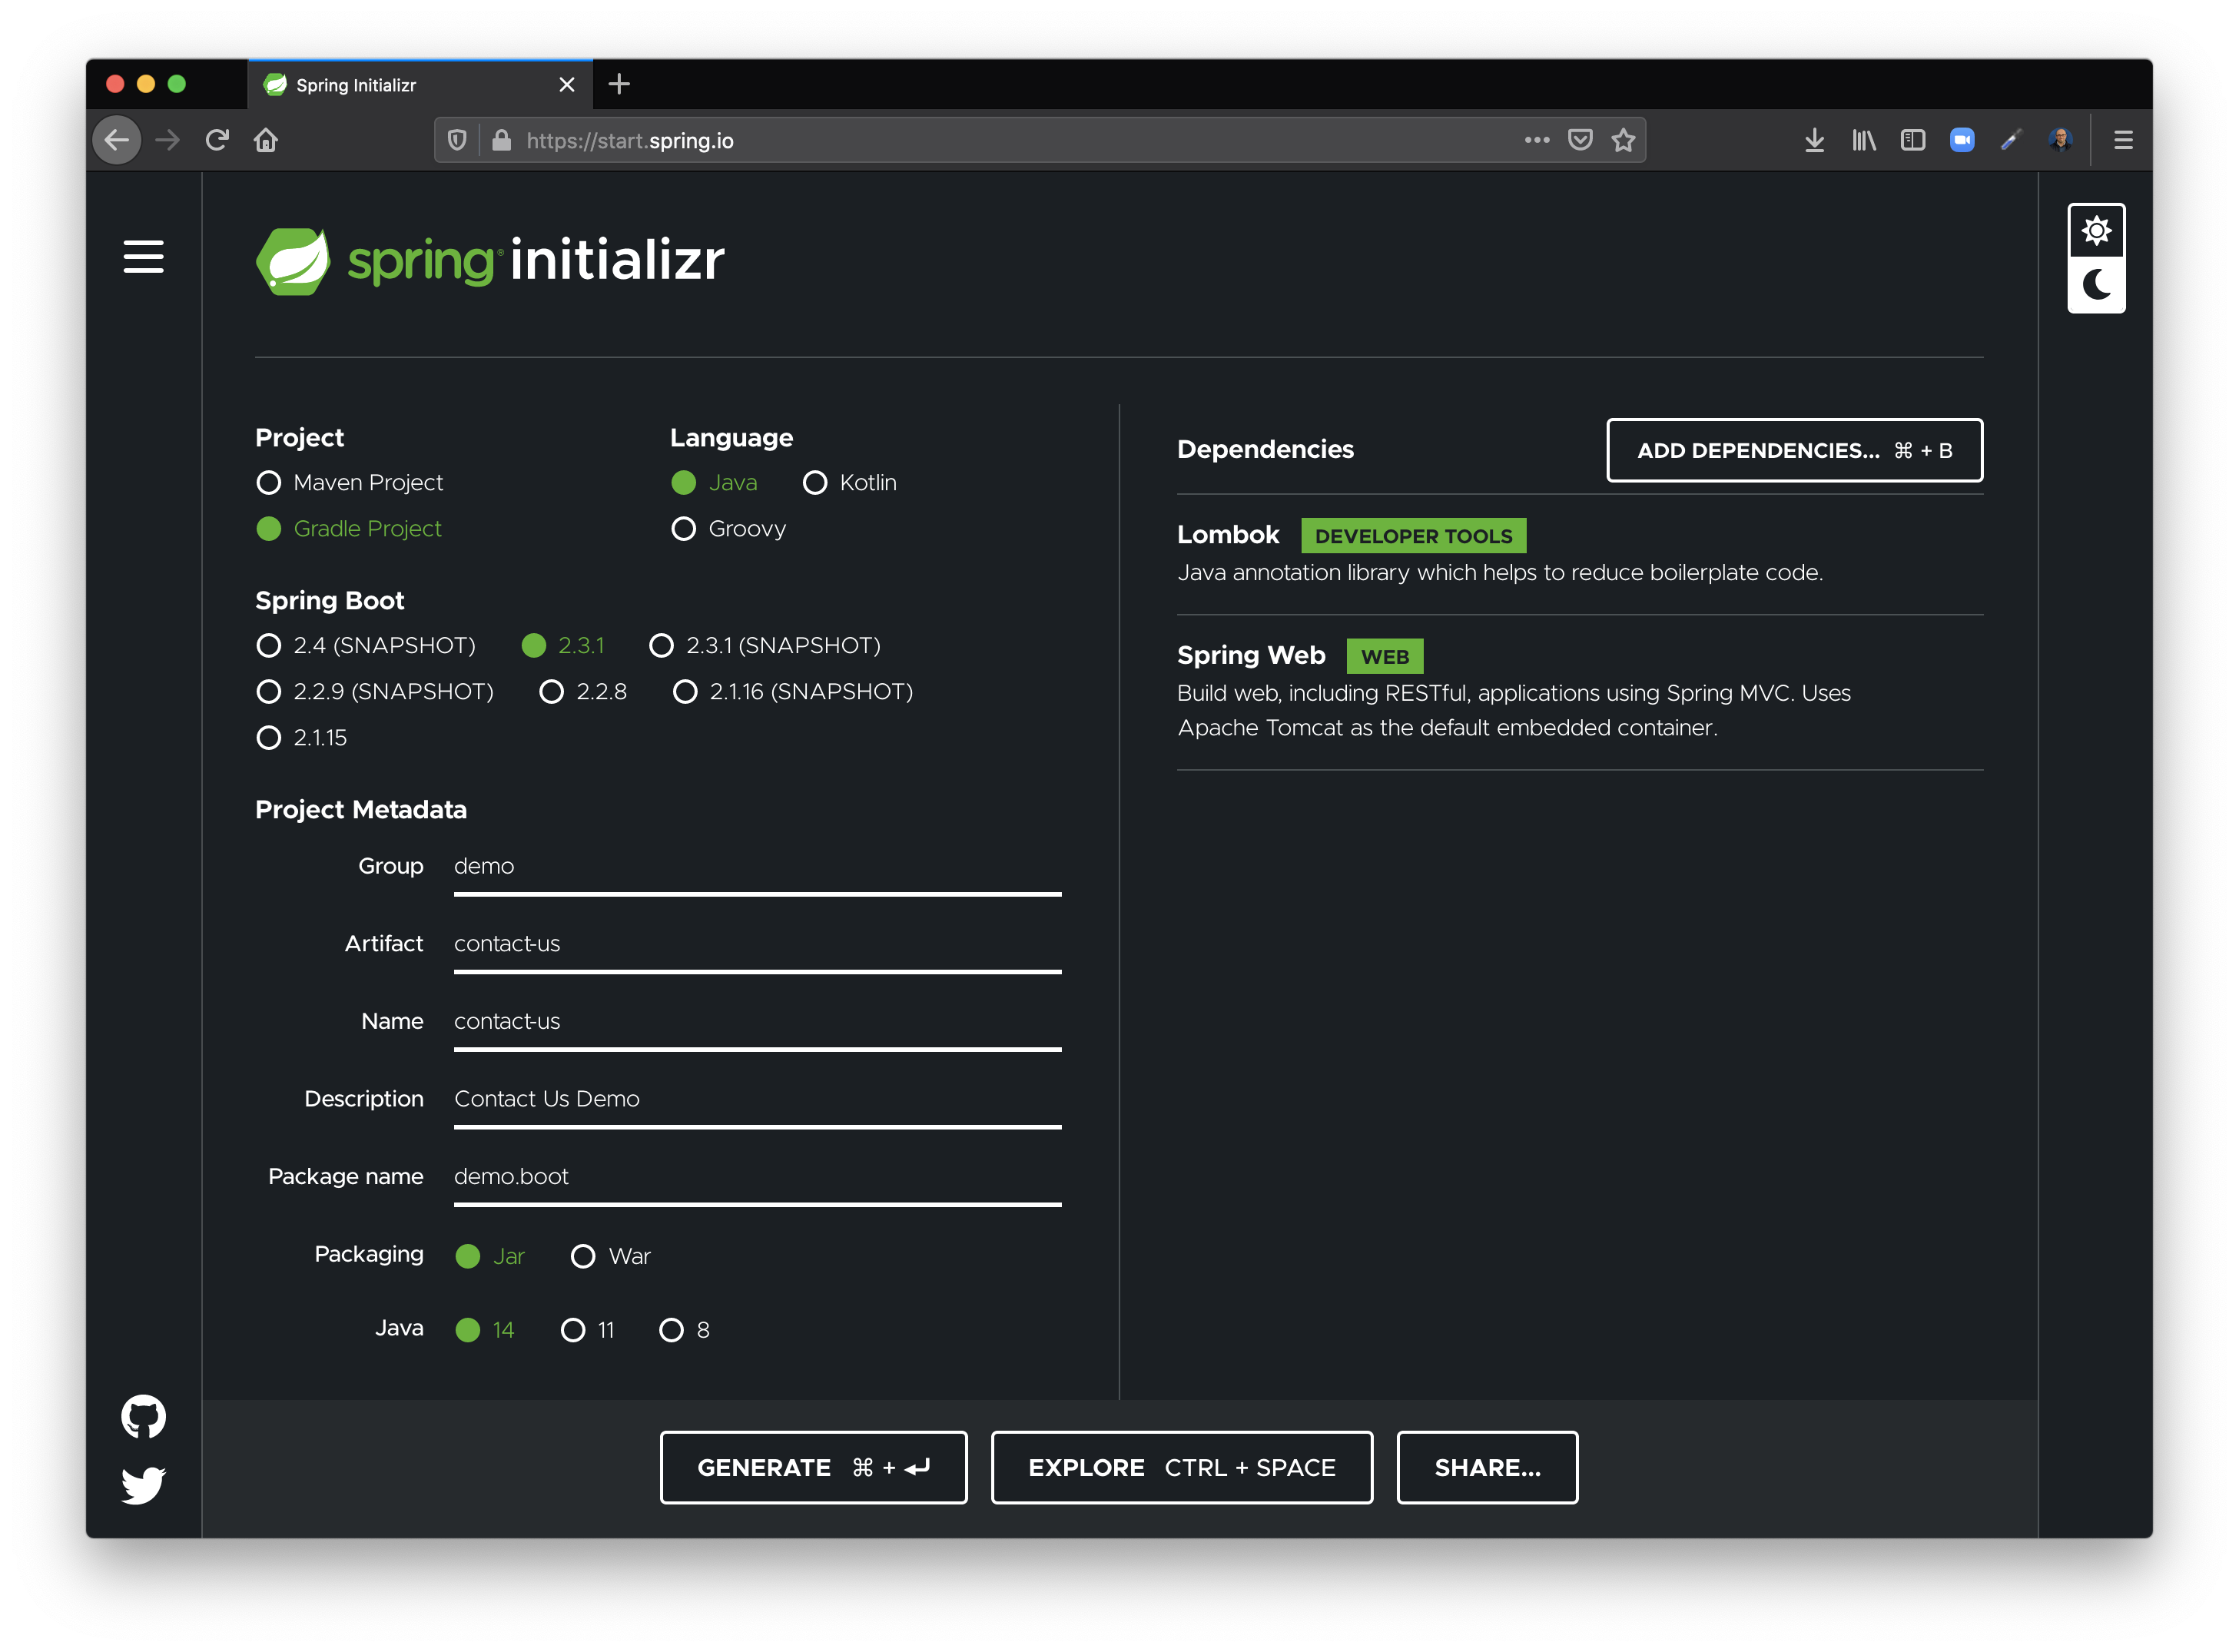 Spring Initializr
https://start.spring.io
spring® initializr
Project
Maven Project
Gradle Project
Language
Java Kotlin
Groovy
Spring Boot
2.4 (SNAPSHOT) 2.3.1 2.3.1 (SNAPSHOT)
2.2.9 (SNAPSHOT) 2.2.8 2.1.16 (SNAPSHOT)
2.1.15
Project Metadata
Group demo
Artifact contact-us
Name contact-us
Description Contact Us Demo
Package name demo.boot
Packaging Jar War
Java 14 11 8
Dependencies ADD DEPENDENCIES... ⌘ + B
Lombok DEVELOPER TOOLS
Java annotation library which helps to reduce boilerplate code.
Spring Web WEB
Build web, including RESTful, applications using Spring MVC. Uses
Apache Tomcat as the default embedded container.
GENERATE ⌘ + ↵ EXPLORE CTRL + SPACE SHARE...